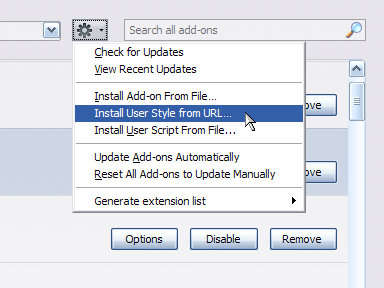 Search all add-ons
Check for Updates
View Recent Updates
Install Add-on From File...
Install User Style from URL...
Install User Script From File...
ove
Update Add-ons Automatically
Reset All Add-ons to Update Manually
ove
Generate extension list
Options
Disable
Remove